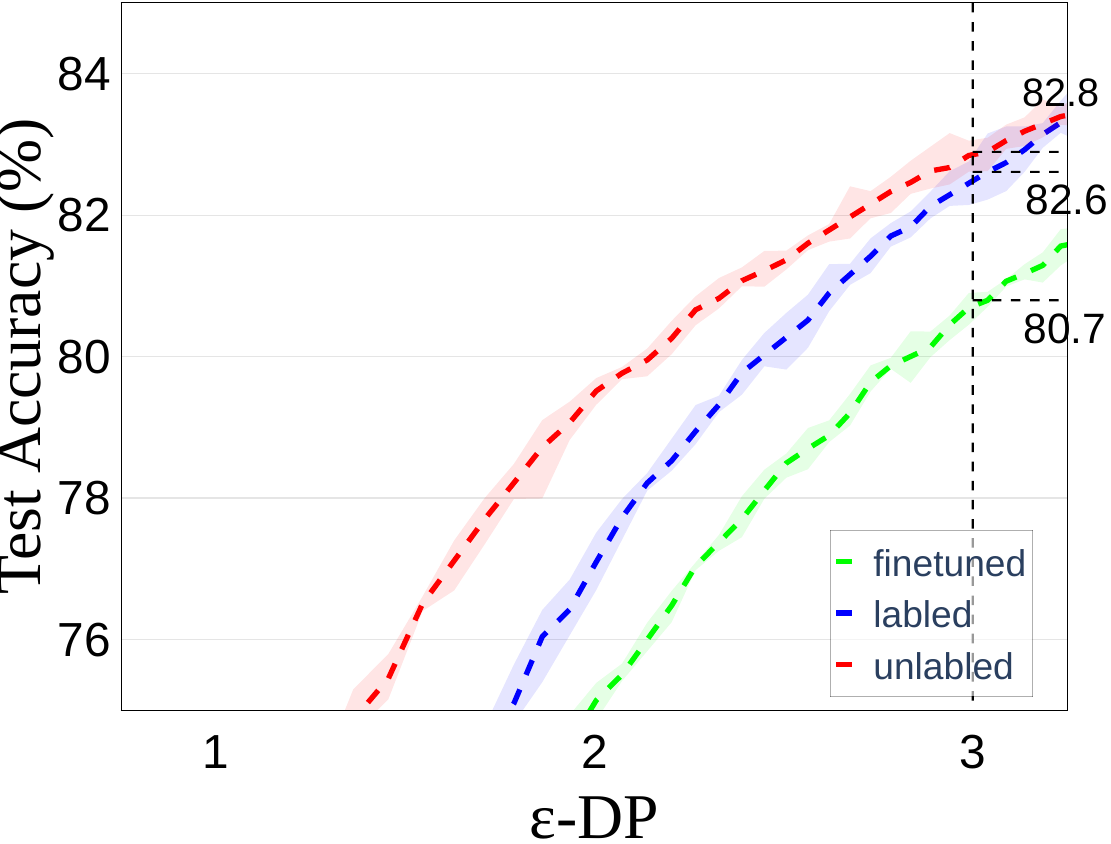 84
82.8
82
82.6
80.7
80
78
76
finetuned
labled
unlabled
Test Accuracy (%)
1 2 3
ε-DP